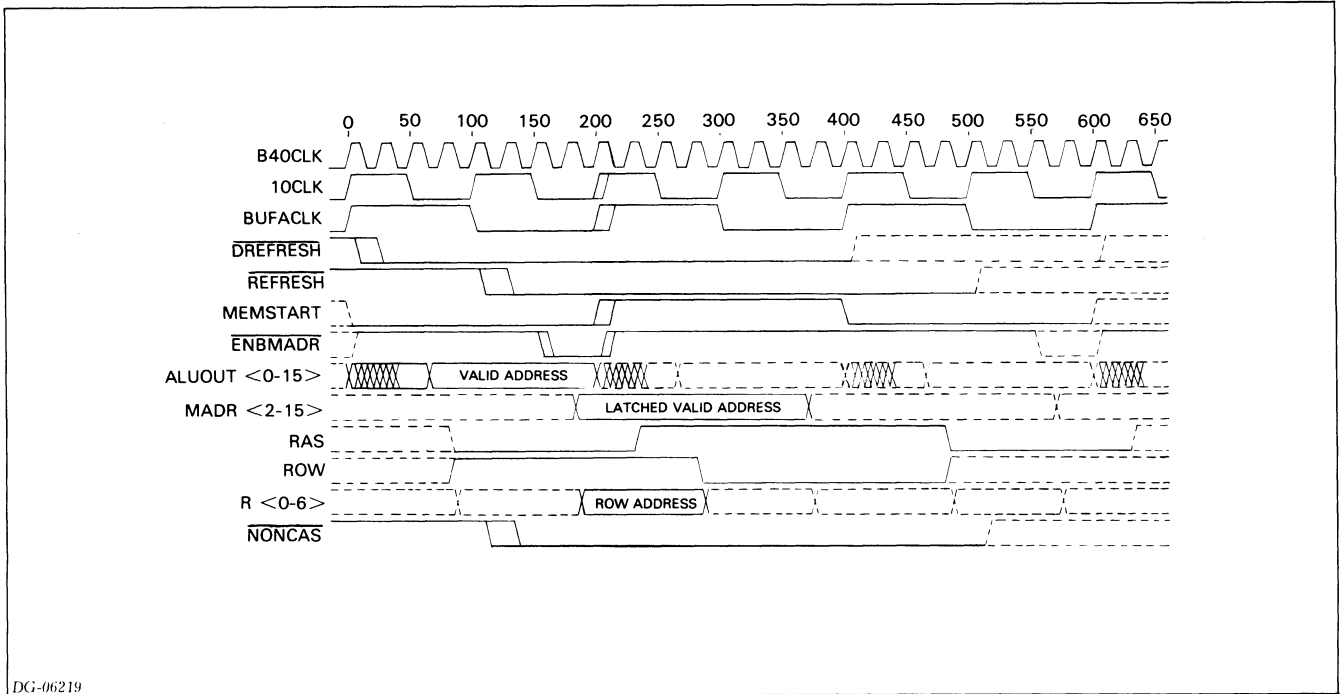 0 50 100 150 200 250 300 350 400 450 500 550 600 650
B40CLK
10CLK
BUFACLK
DREFRESH
REFRESH
MEMSTART
ENBMADR
ALUOUT <0-15> VALID ADDRESS
MADR <2-15> LATCHED VALID ADDRESS
RAS
ROW
R <0-6> ROW ADDRESS
NONCAS
DG-06219